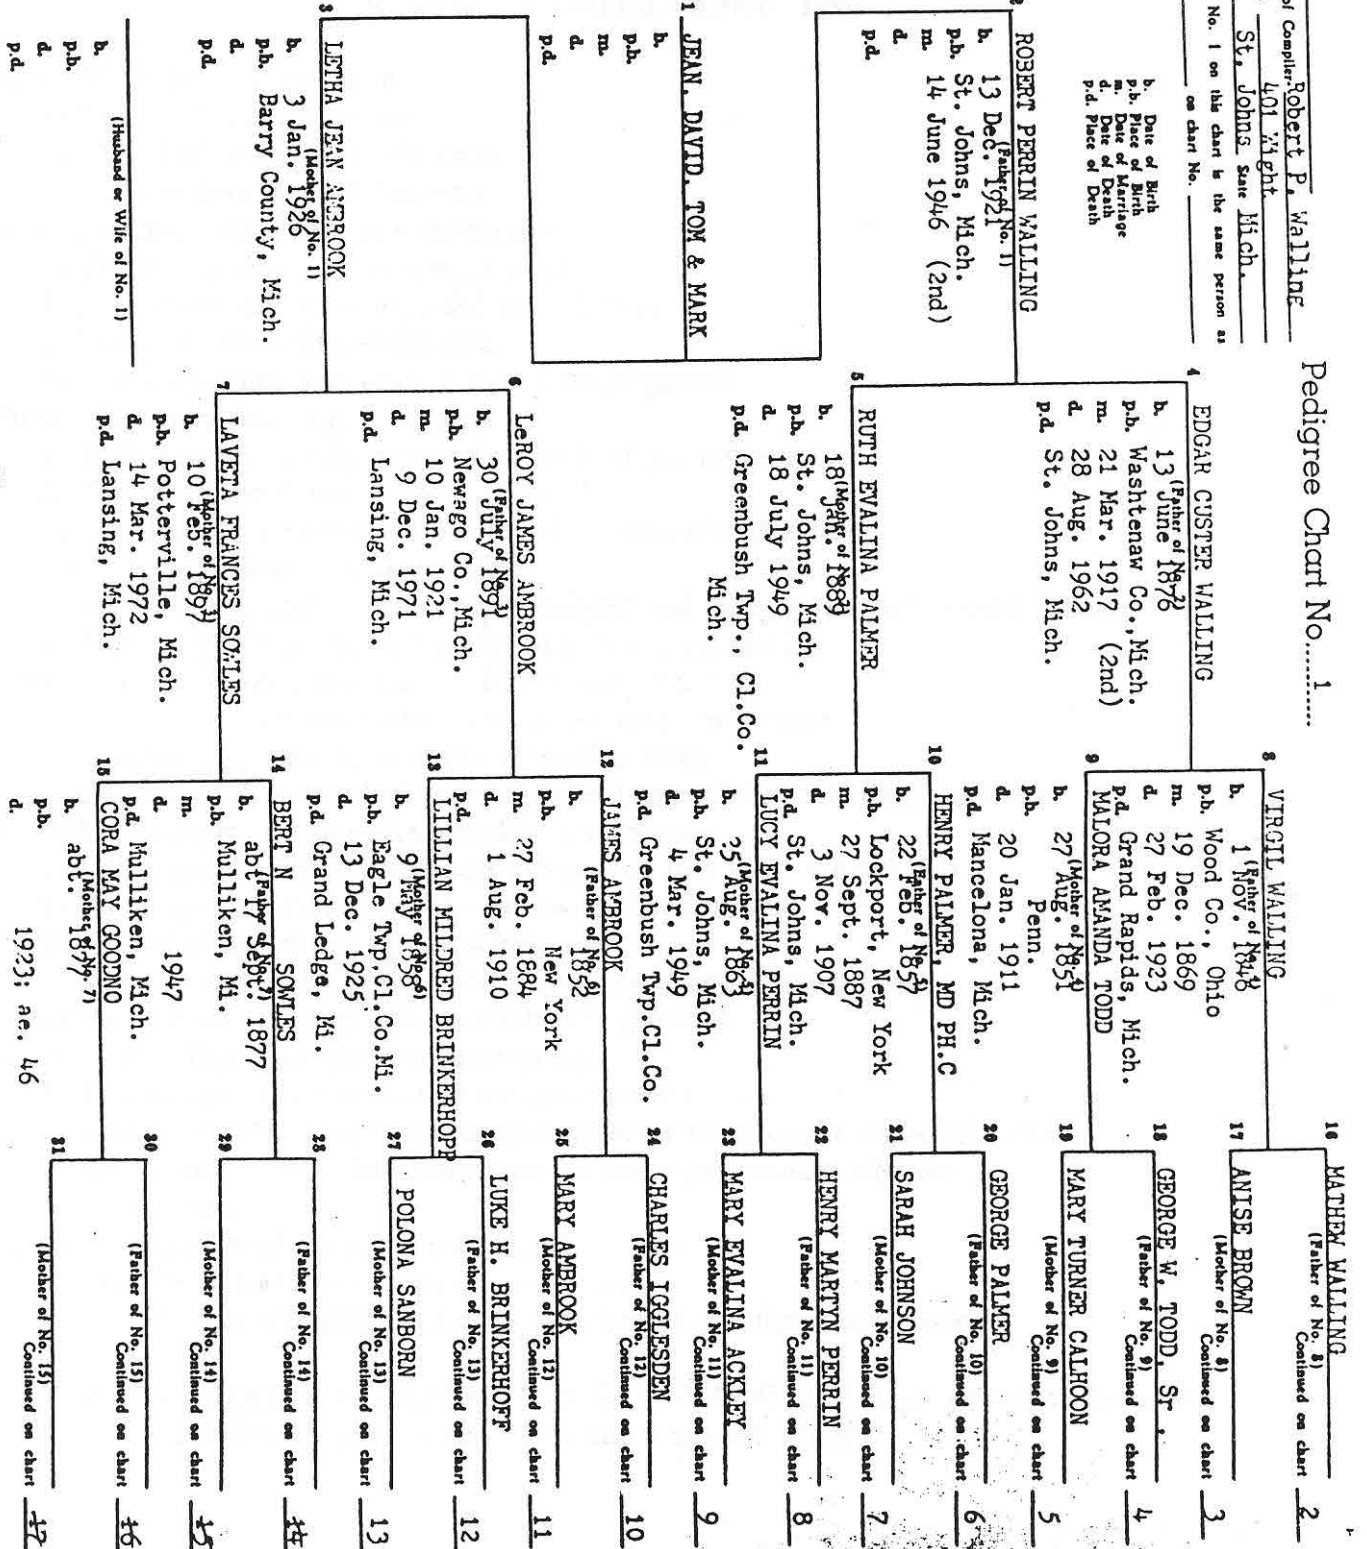 of Compiler Robert P. Walling
401 Wight
St. Johns State Mich.
No. 1 on this chart is the same person as
on chart No.
Pedigree Chart No. 1
b. Date of Birth
p.b. Place of Birth
m. Date of Marriage
d. Date of Death
p.d. Place of Death
2
ROBERT PERRIN WALLING
(Father of No. 1)
b. 13 Dec. 1921
p.b. St. Johns, Mich.
m. 14 June 1946 (2nd)
d.
p.d.
1
JEAN, DAVID, TOM & MARK
b.
p.b.
m.
d.
p.d.
3
LETHA JEAN AMBROOK
(Mother of No. 1)
b. 3 Jan. 1926
p.b. Barry County, Mich.
d.
p.d.
(Husband or Wife of No. 1)
b.
p.b.
d.
p.d.
4
EDGAR CUSTER WALLING
(Father of No. 2)
b. 13 June 1876
p.b. Washtenaw Co., Mich.
m. 21 Mar. 1917 (2nd)
d. 28 Aug. 1962
p.d. St. Johns, Mich.
5
RUTH EVALINA PALMER
(Mother of No. 2)
b. 18 Jan. 1889
p.b. St. Johns, Mich.
d. 18 July 1949
p.d. Greenbush Twp., Cl.Co.
Mich.
6
LeROY JAMES AMBROOK
(Father of No. 3)
b. 30 July 1891
p.b. Newago Co., Mich.
m. 10 Jan. 1921
d. 9 Dec. 1971
p.d. Lansing, Mich.
7
LAVETA FRANCES SOWLES
(Mother of No. 3)
b. 10 Feb. 1897
p.b. Potterville, Mich.
d. 14 Mar. 1972
p.d. Lansing, Mich.
8
VIRGIL WALLING
b. 1 Nov. 1846
p.b. Wood Co., Ohio
m. 19 Dec. 1869
d. 27 Feb. 1923
p.d. Grand Rapids, Mich.
9
MALORA AMANDA TODD
(Mother of No. 4)
b. 27 Aug. 1851
p.b. Penn.
d. 20 Jan. 1911
p.d. Mancelona, Mich.
10
HENRY PALMER, MD PH.C
(Father of No. 5)
b. 22 Feb. 1857
p.b. Lockport, New York
m. 27 Sept. 1887
d. 3 Nov. 1907
p.d. St. Johns, Mich.
11
LUCY EVALINA PERRIN
(Mother of No. 5)
b. 25 Aug. 1863
p.b. St. Johns, Mich.
d. 4 Mar. 1949
p.d. Greenbush Twp.Cl.Co.
12
JAMES AMBROOK
(Father of No. 6)
b. 1852
p.b. New York
m. 27 Feb. 1884
d. 1 Aug. 1910
p.d.
13
LILLIAN MILDRED BRINKERHOPP
(Mother of No. 6)
b. 9 May 1858
p.b. Eagle Twp.Cl.Co.Mi.
d. 13 Dec. 1925
p.d. Grand Ledge, Mi.
14
BERT N SOWLES
(Father of No. 7)
b. abt 17 Sept. 1877
p.b. Mulliken, Mi.
m.
d. 1947
p.d. Mulliken, Mich.
15
CORA MAY GOODNO
(Mother of No. 7)
b. abt. 1877
p.b.
d. 1923; ae. 46
16
MATHEW WALLING
(Father of No. 8)
Continued on chart 2
17
ANISE BROWN
(Mother of No. 8)
Continued on chart 3
18
GEORGE W. TODD, Sr.
(Father of No. 9)
Continued on chart 4
19
MARY TURNER CALHOON
(Mother of No. 9)
Continued on chart 5
20
GEORGE PALMER
(Father of No. 10)
Continued on chart 6
21
SARAH JOHNSON
(Mother of No. 10)
Continued on chart 7
22
HENRY MARTYN PERRIN
(Father of No. 11)
Continued on chart 8
23
MARY EVALINA ACKLEY
(Mother of No. 11)
Continued on chart 9
24
CHARLES IGGLESDEN
(Father of No. 12)
Continued on chart 10
25
MARY AMBROOK
(Mother of No. 12)
Continued on chart 11
26
LUKE H. BRINKERHOFF
(Father of No. 13)
Continued on chart 12
27
POLONA SANBORN
(Mother of No. 13)
Continued on chart 13
28
(Father of No. 14)
Continued on chart 14
29
(Mother of No. 14)
Continued on chart 15
30
(Father of No. 15)
Continued on chart 16
31
(Mother of No. 15)
Continued on chart 17